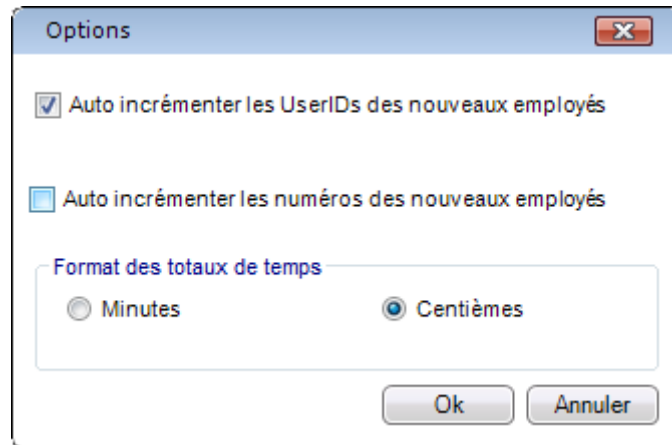 Options
Auto incrémenter les UserIDs des nouveaux employés
Auto incrémenter les numéros des nouveaux employés
Format des totaux de temps
Minutes Centièmes
Ok Annuler